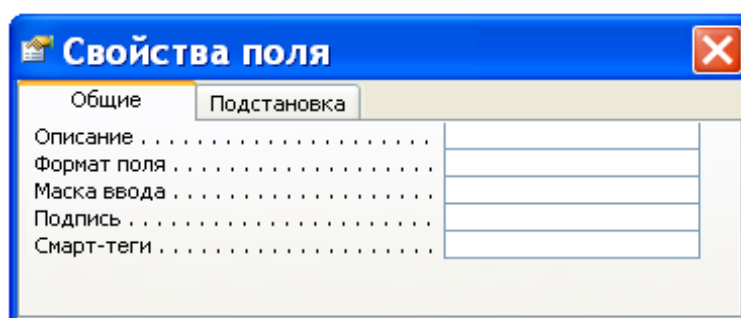 Свойства поля
Общие Подстановка
Описание . . . . . . . . . . . . . . . . . . . . . .
Формат поля . . . . . . . . . . . . . . . . . . .
Маска ввода . . . . . . . . . . . . . . . . . . .
Подпись . . . . . . . . . . . . . . . . . . . . . . .
Смарт-теги . . . . . . . . . . . . . . . . . . . .